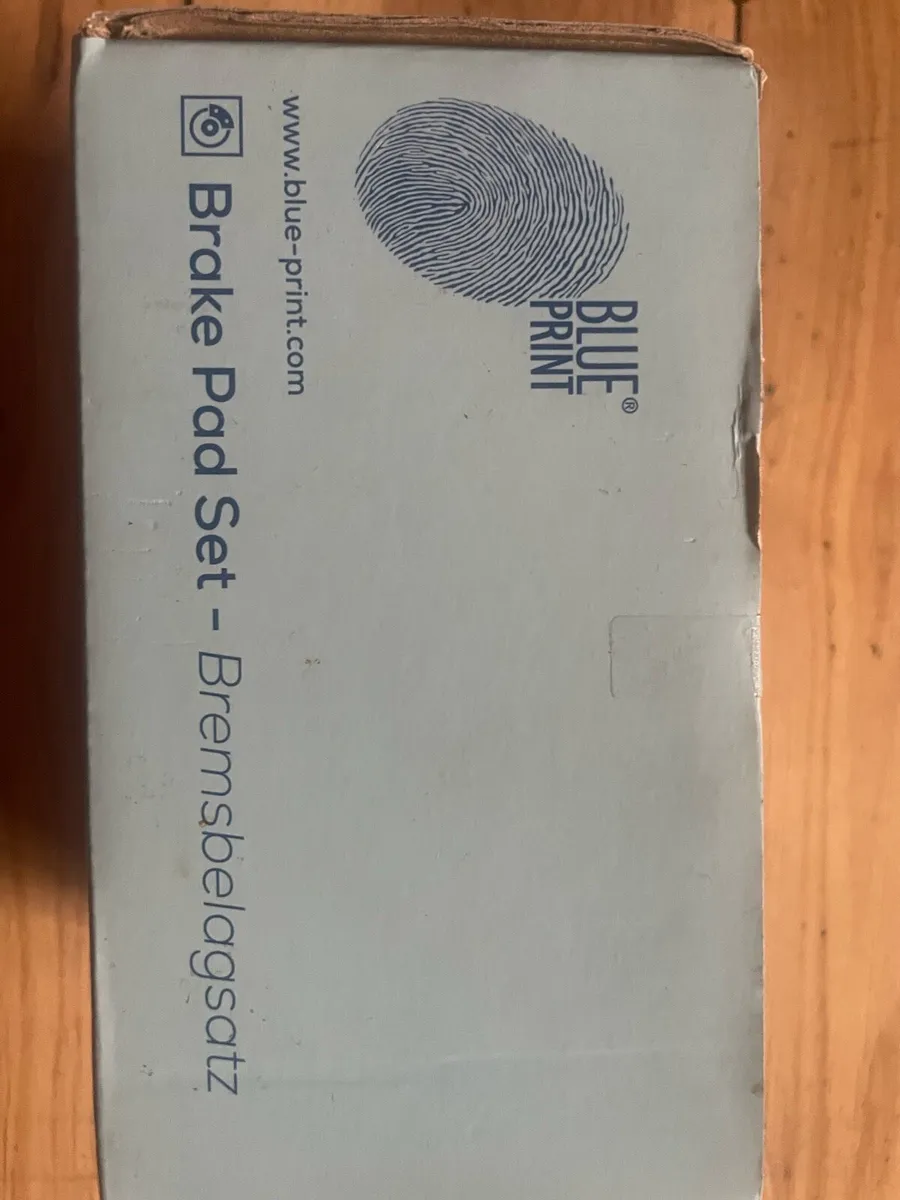 BLUE®
PRINT
www.blue-print.com
Brake Pad Set - Bremsbelagsatz